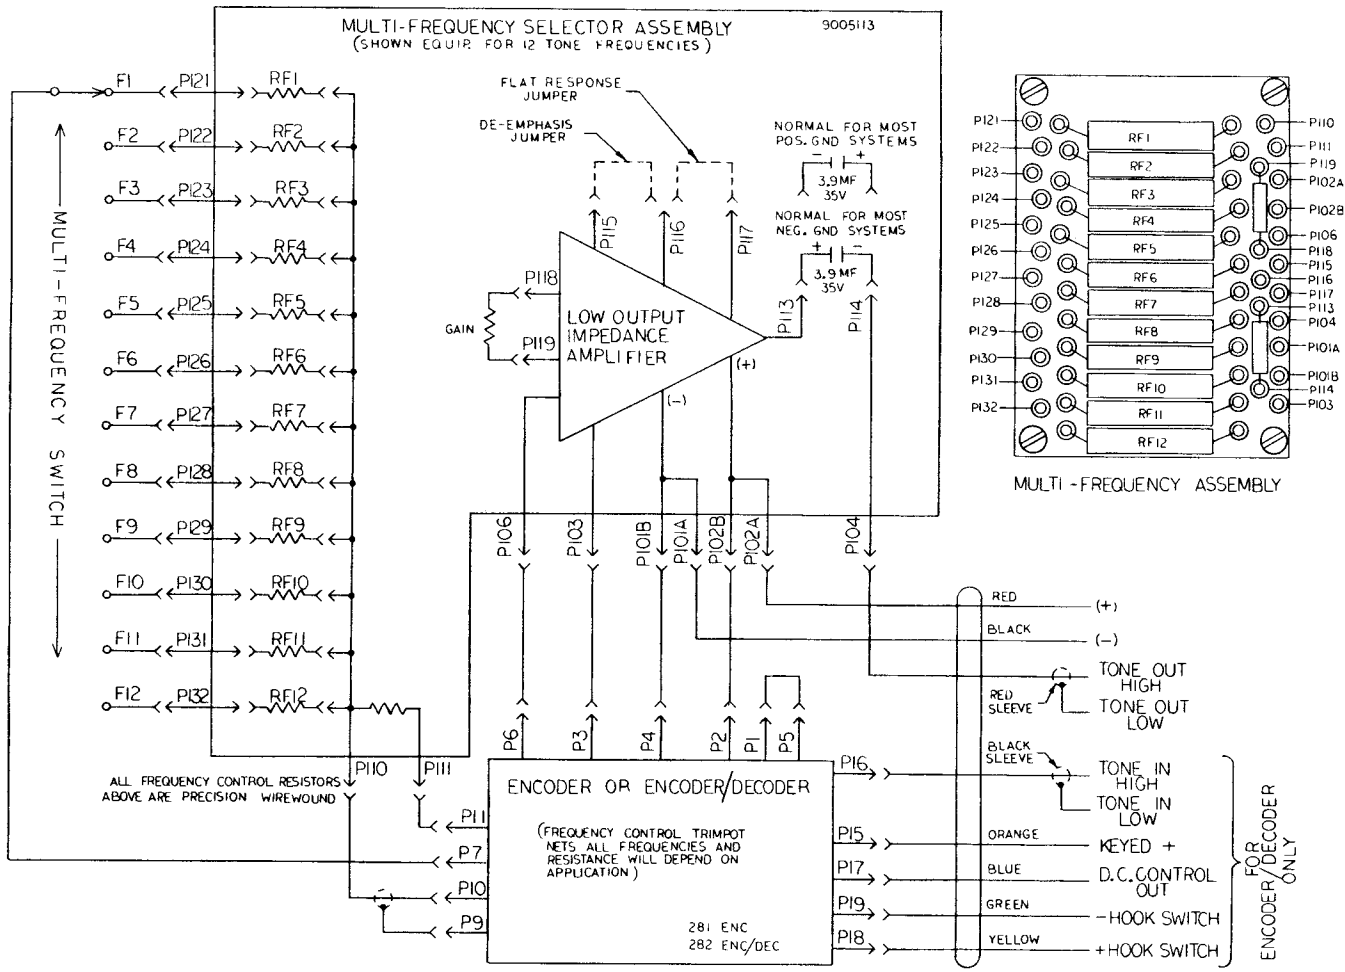 MULTI-FREQUENCY SELECTOR ASSEMBLY
(SHOWN EQUIP. FOR 12 TONE FREQUENCIES)
9005113
F1 P121 RF1
F2 P122 RF2
F3 P123 RF3
F4 P124 RF4
F5 P125 RF5
F6 P126 RF6
F7 P127 RF7
F8 P128 RF8
F9 P129 RF9
F10 P130 RF10
F11 P131 RF11
F12 P132 RF12
MULTI-FREQUENCY SWITCH
FLAT RESPONSE
JUMPER
DE-EMPHASIS
JUMPER
NORMAL FOR MOST
POS. GND SYSTEMS
- +
3.9MF
35V
NORMAL FOR MOST
NEG. GND SYSTEMS
+ -
3.9MF
35V
P115
P116
P117
P118
GAIN
P119
LOW OUTPUT
IMPEDANCE
AMPLIFIER
(+)
(-)
P113
P114
P106
P103
P101B
P101A
P102B
P102A
P104
P121
P122
P123
P124
P125
P126
P127
P128
P129
P130
P131
P132
RF1
RF2
RF3
RF4
RF5
RF6
RF7
RF8
RF9
RF10
RF11
RF12
P110
P111
P119
P102A
P102B
P106
P118
P115
P116
P117
P113
P104
P101A
P101B
P114
P103
MULTI-FREQUENCY ASSEMBLY
RED (+)
BLACK (-)
TONE OUT
HIGH
RED
SLEEVE
TONE OUT
LOW
BLACK
SLEEVE
TONE IN
HIGH
TONE IN
LOW
ORANGE KEYED +
BLUE D.C.CONTROL
OUT
GREEN -HOOK SWITCH
YELLOW +HOOK SWITCH
FOR
ENCODER/DECODER
ONLY
P110
P111
ALL FREQUENCY CONTROL RESISTORS
ABOVE ARE PRECISION WIREWOUND
P6
P3
P4
P2
P1
P5
P11
P7
P10
P9
P16
P15
P17
P19
P18
ENCODER OR ENCODER/DECODER
(FREQUENCY CONTROL TRIMPOT
NETS ALL FREQUENCIES AND
RESISTANCE WILL DEPEND ON
APPLICATION)
281 ENC
282 ENC/DEC